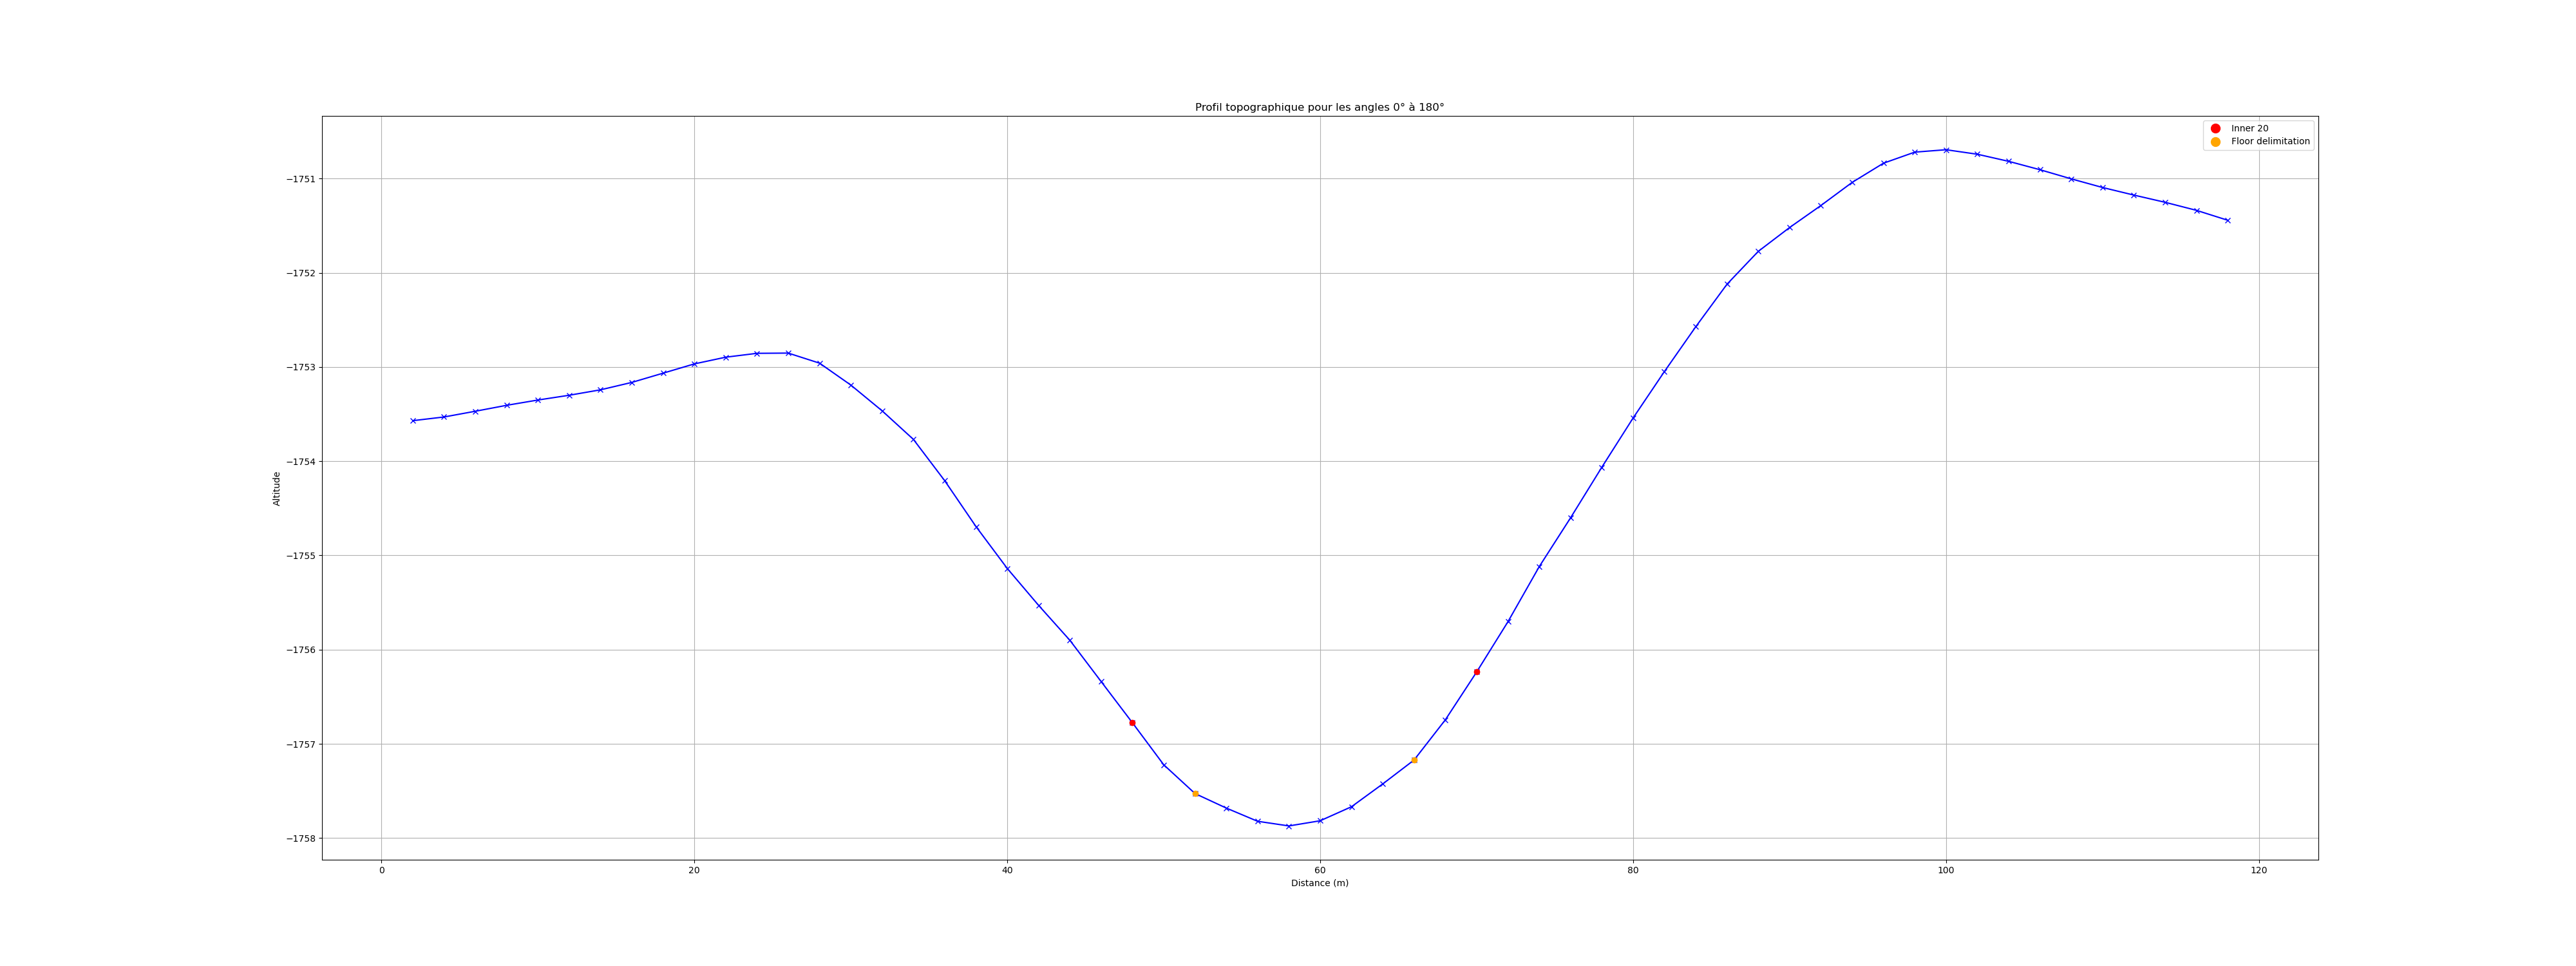 Profil topographique pour les angles 0° à 180°
Inner 20
Floor delimitation
−1751
−1752
−1753
−1754
−1755
−1756
−1757
−1758
Altitude
0 20 40 60 80 100 120
Distance (m)